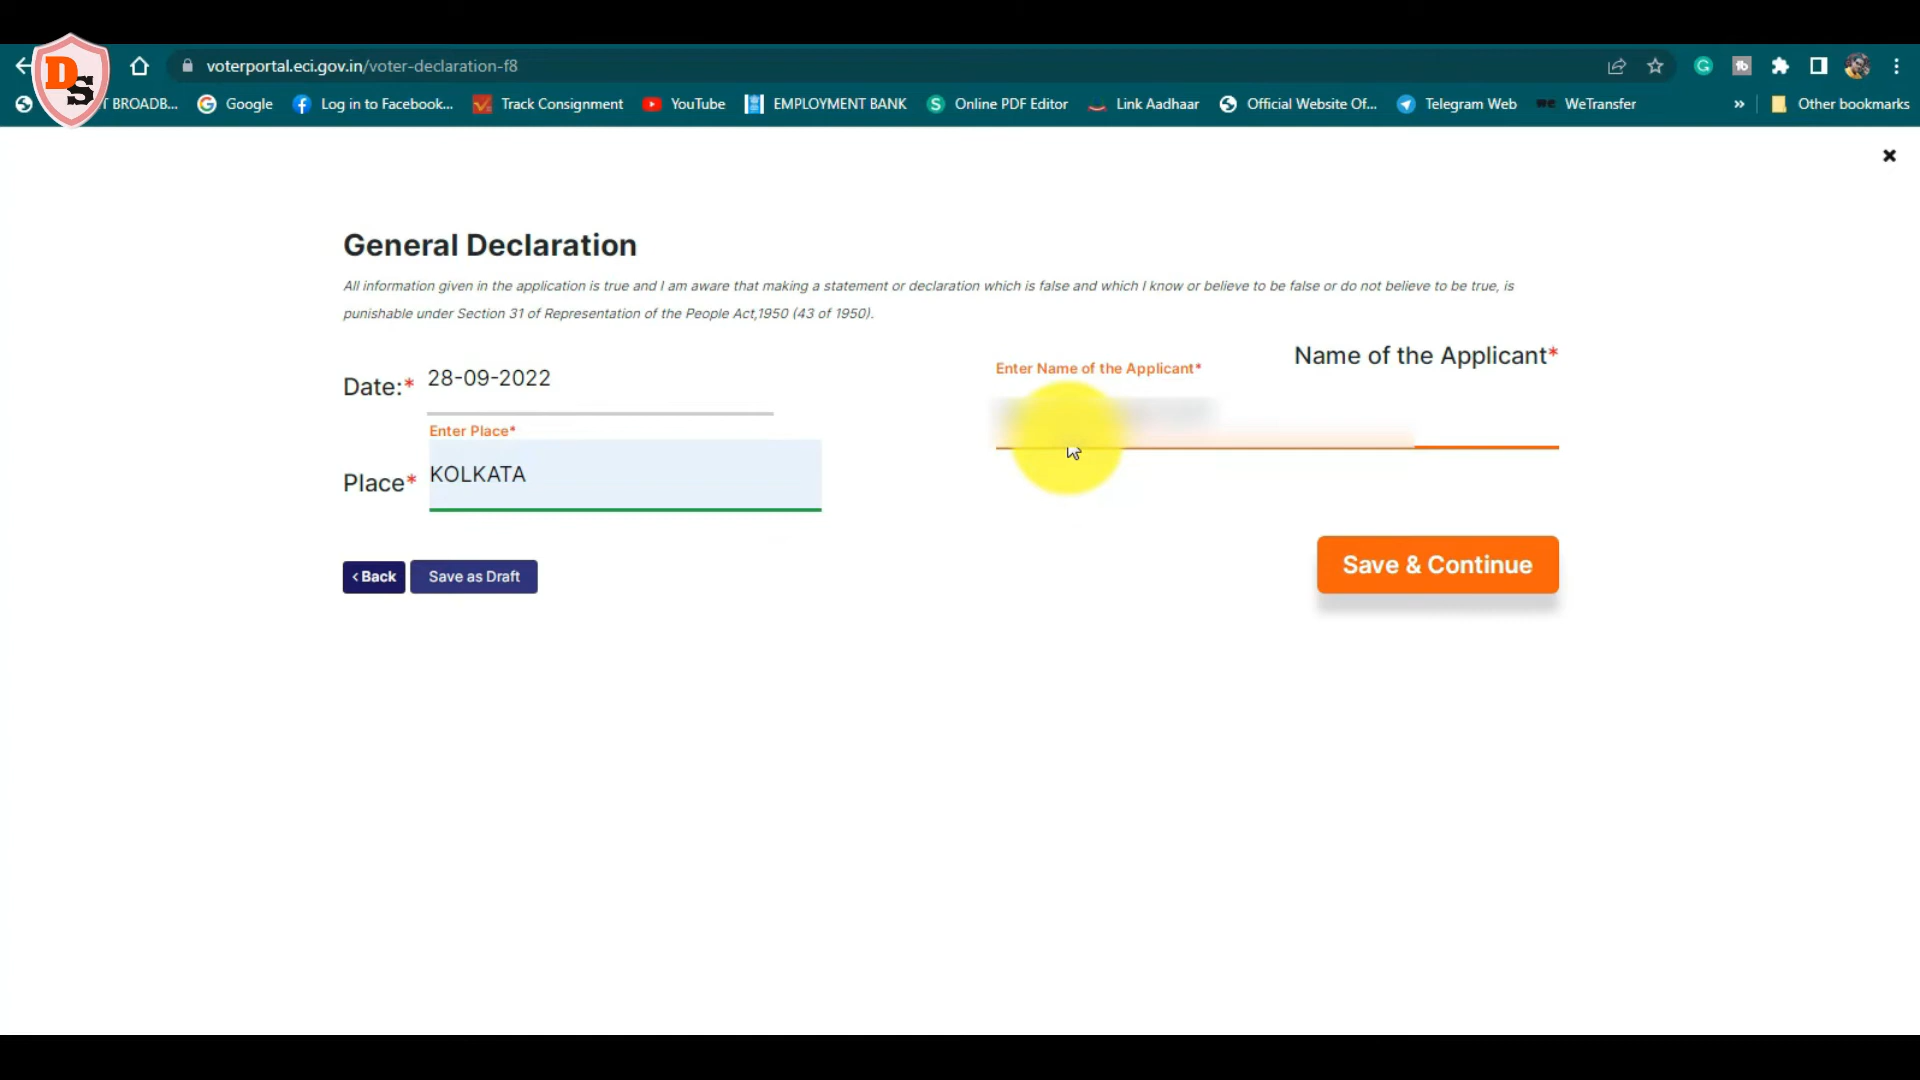 DS
voterportal.eci.gov.in/voter-declaration-f8
T BROADB...
Google
Log in to Facebook...
Track Consignment
YouTube
EMPLOYMENT BANK
Online PDF Editor
Link Aadhaar
Official Website Of...
Telegram Web
WeTransfer
»
Other bookmarks
General Declaration
All information given in the application is true and I am aware that making a statement or declaration which is false and which I know or believe to be false or do not believe to be true, is
punishable under Section 31 of Representation of the People Act,1950 (43 of 1950).
Name of the Applicant*
Enter Name of the Applicant*
Date:* 28-09-2022
Enter Place*
Place* KOLKATA
Save & Continue
Back
Save as Draft